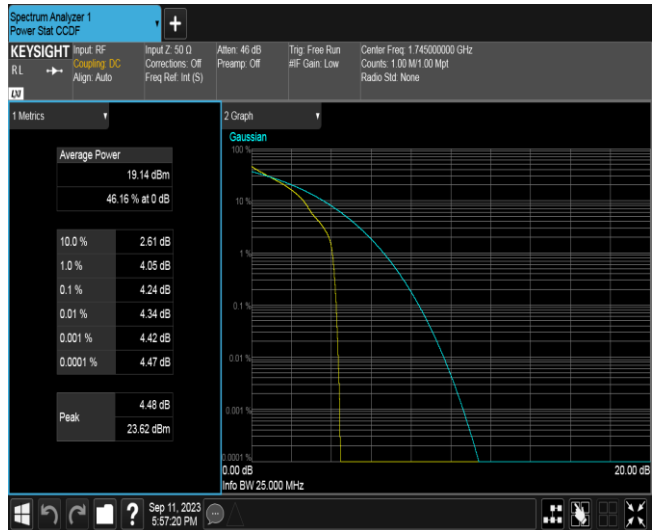 Spectrum Analyzer 1
Power Stat CCDF
+
KEYSIGHT
RL
LXI
Input: RF
Coupling: DC
Align: Auto
Input Z: 50 Ω
Corrections: Off
Freq Ref: Int (S)
Atten: 46 dB
Preamp: Off
Trig: Free Run
#IF Gain: Low
Center Freq: 1.745000000 GHz
Counts: 1.00 M/1.00 Mpt
Radio Std: None
1 Metrics
Average Power
19.14 dBm
46.16 % at 0 dB
10.0 % 2.61 dB
1.0 % 4.05 dB
0.1 % 4.24 dB
0.01 % 4.34 dB
0.001 % 4.42 dB
0.0001 % 4.47 dB
Peak
4.48 dB
23.62 dBm
2 Graph
Gaussian
100 %
10 %
1 %
0.1 %
0.01 %
0.001 %
0.0001 %
0.00 dB 20.00 dB
Info BW 25.000 MHz
?
Sep 11, 2023
5:57:20 PM